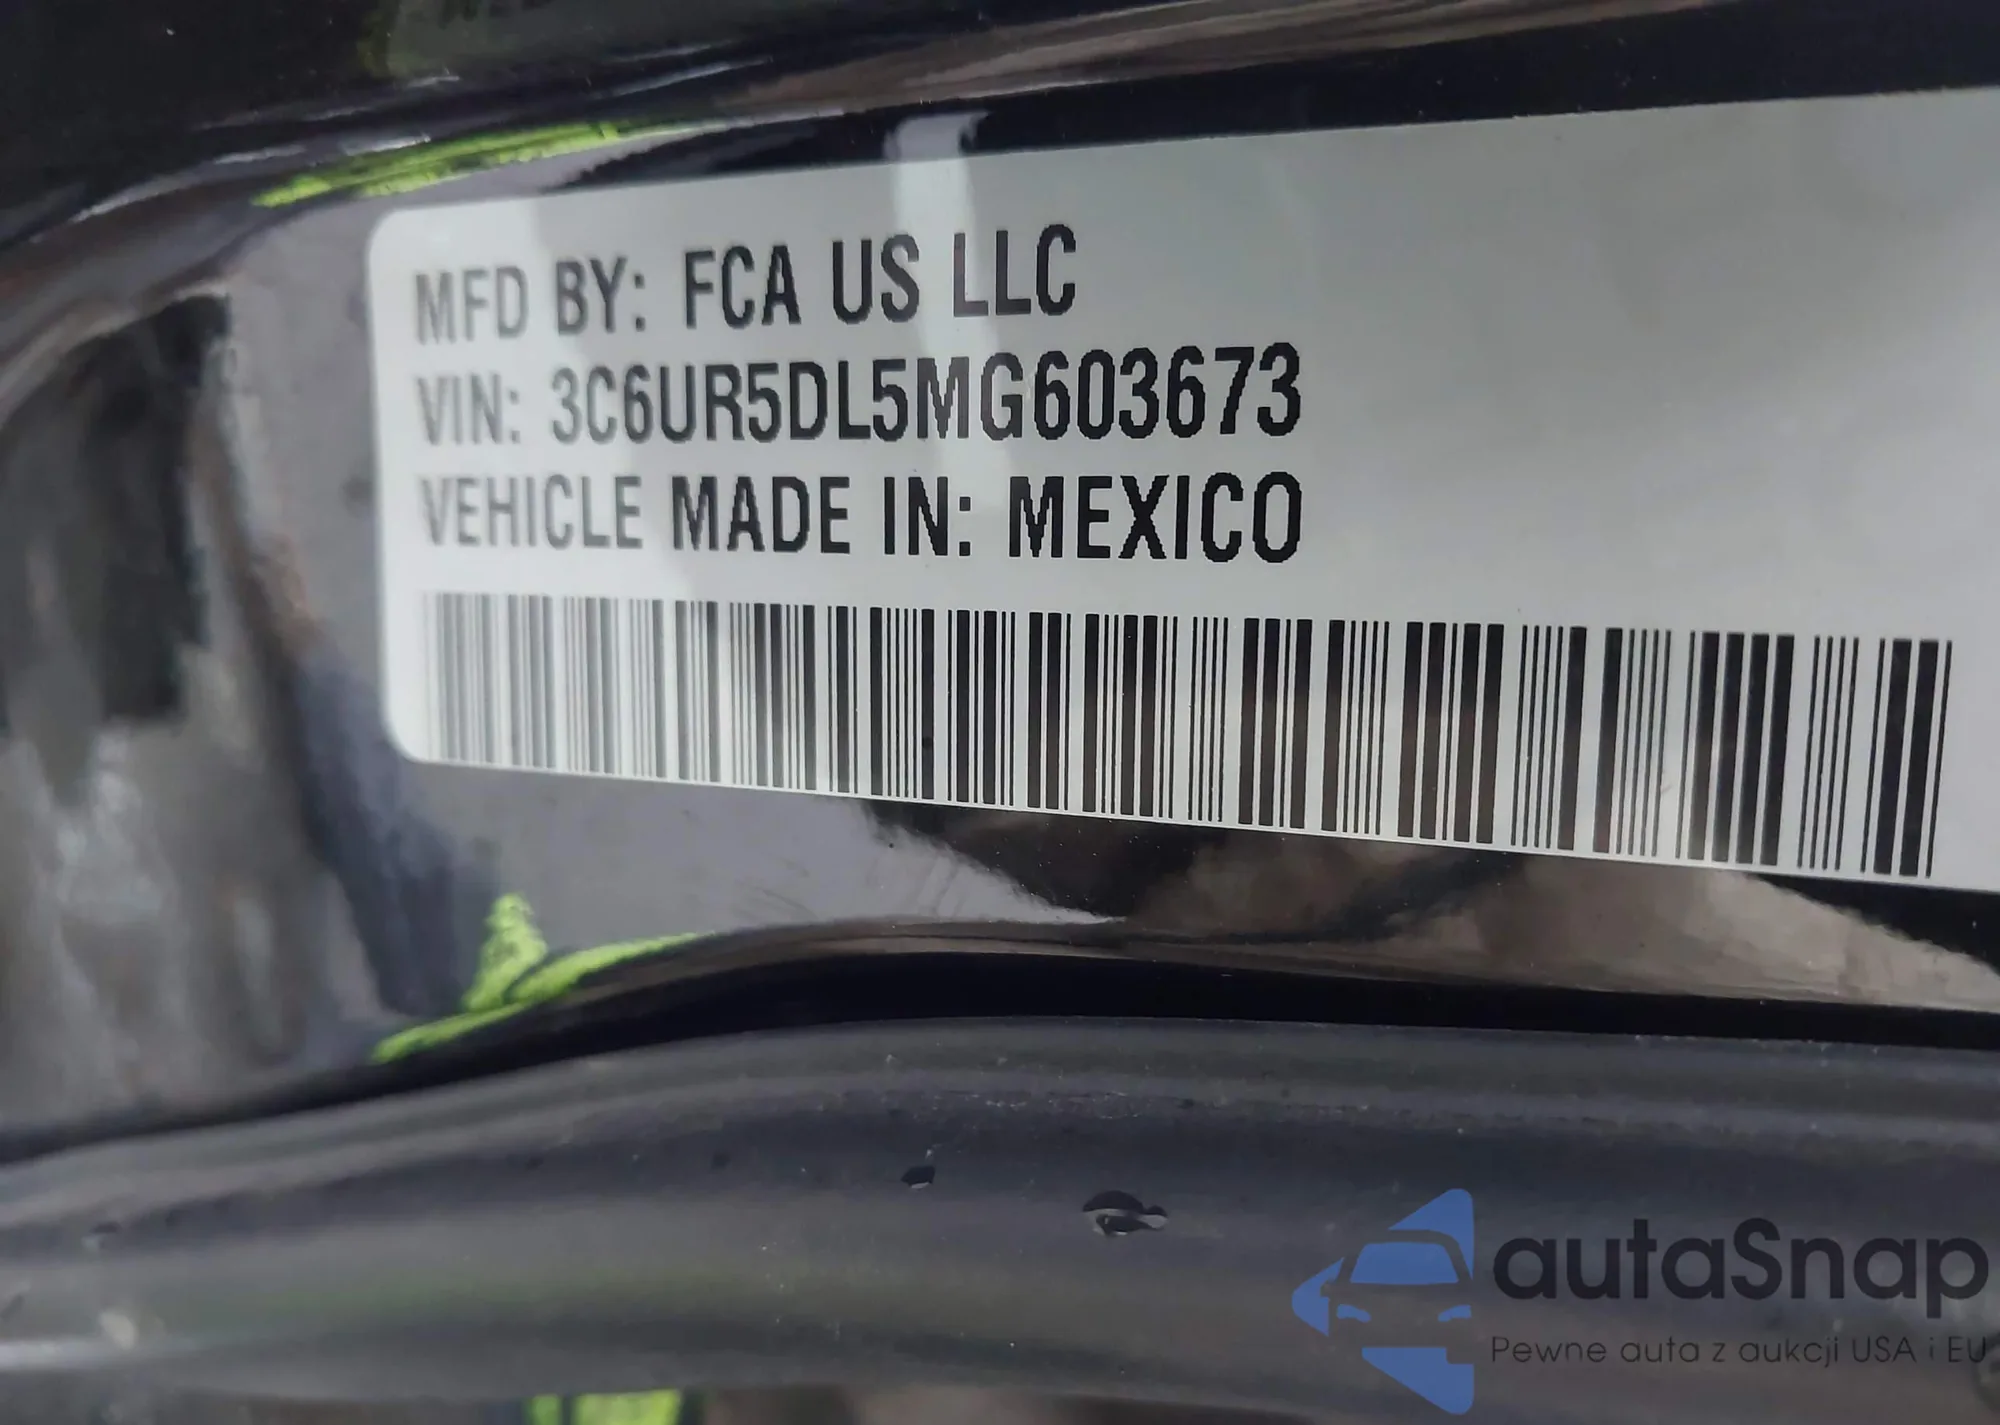 MFD BY: FCA US LLC
VIN: 3C6UR5DL5MG603673
VEHICLE MADE IN: MEXICO
autaSnap
Pewne auta z aukcji USA i EU